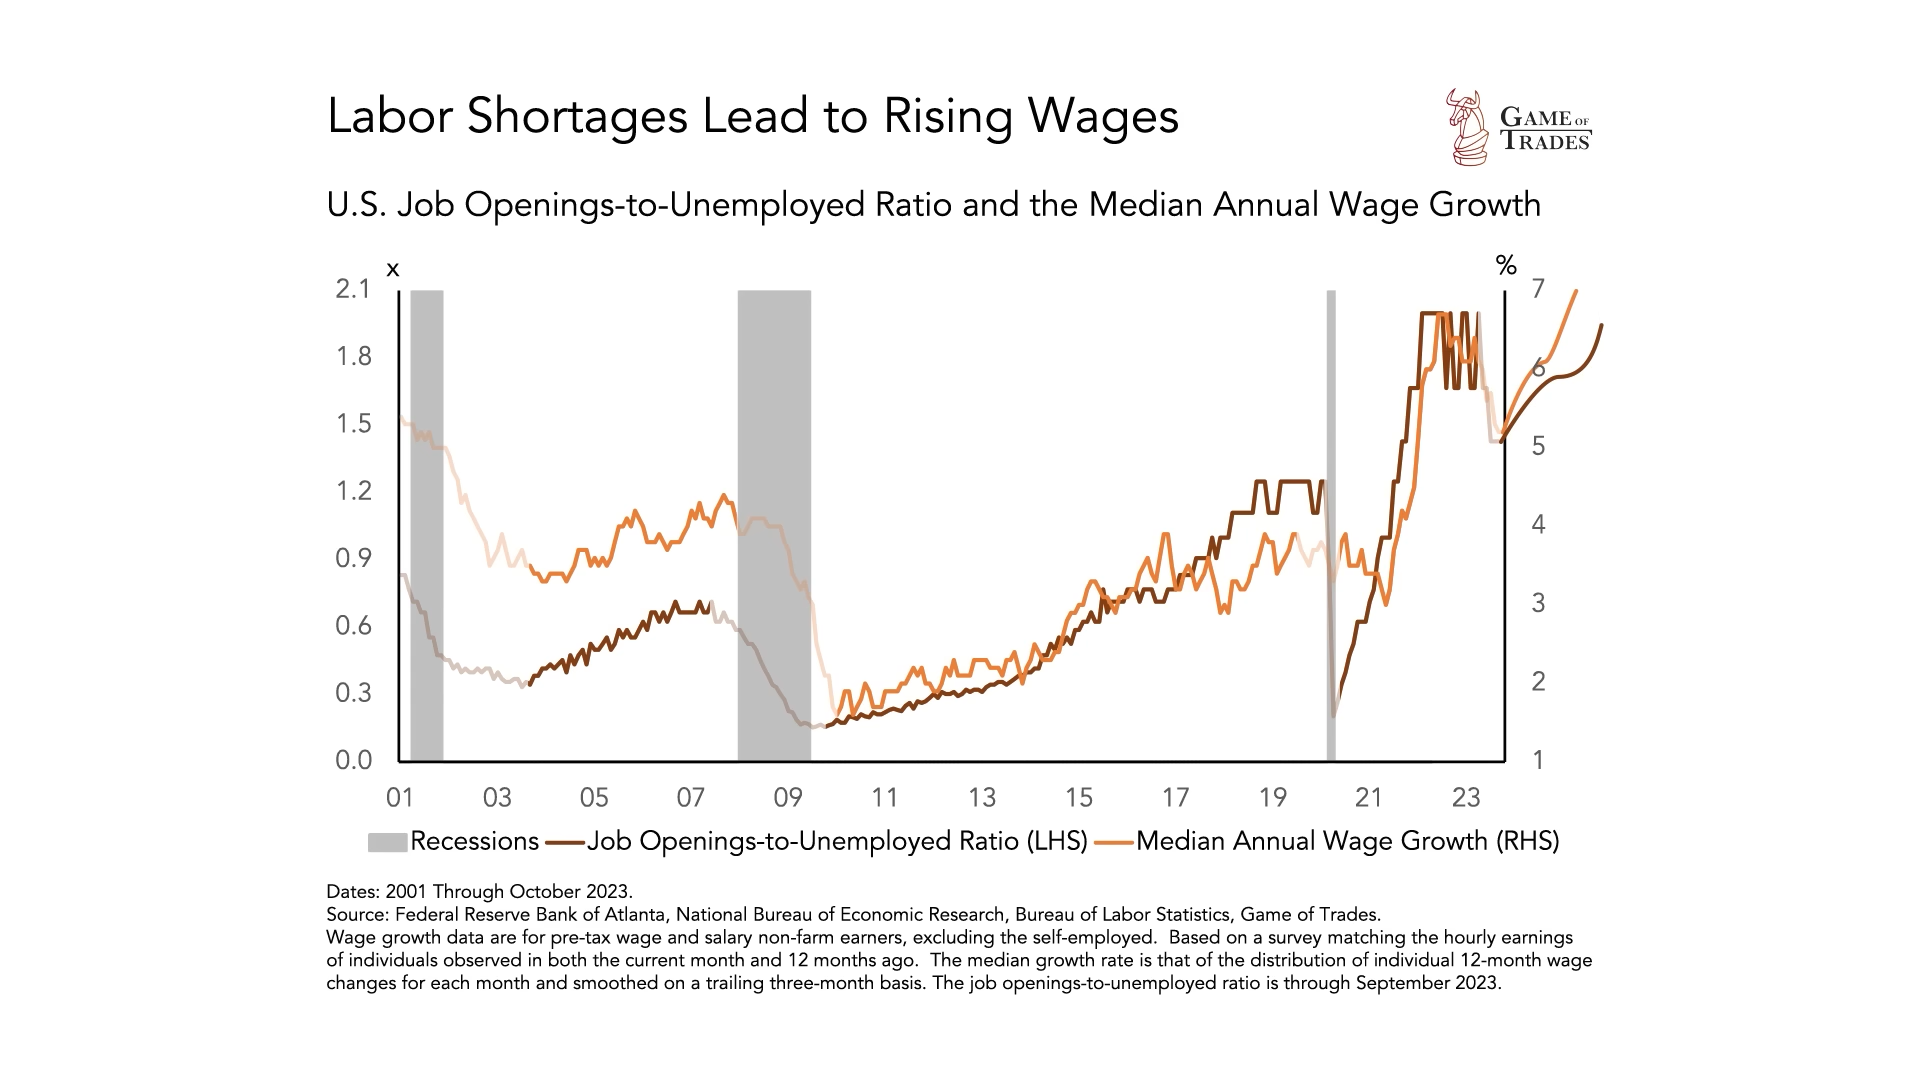 Labor Shortages Lead to Rising Wages
GAME OF
TRADES
U.S. Job Openings-to-Unemployed Ratio and the Median Annual Wage Growth
x
%
2.1
1.8
1.5
1.2
0.9
0.6
0.3
0.0
7
6
5
4
3
2
1
01 03 05 07 09 11 13 15 17 19 21 23
Recessions Job Openings-to-Unemployed Ratio (LHS) Median Annual Wage Growth (RHS)
Dates: 2001 Through October 2023.
Source: Federal Reserve Bank of Atlanta, National Bureau of Economic Research, Bureau of Labor Statistics, Game of Trades.
Wage growth data are for pre-tax wage and salary non-farm earners, excluding the self-employed.  Based on a survey matching the hourly earnings
of individuals observed in both the current month and 12 months ago.  The median growth rate is that of the distribution of individual 12-month wage
changes for each month and smoothed on a trailing three-month basis. The job openings-to-unemployed ratio is through September 2023.